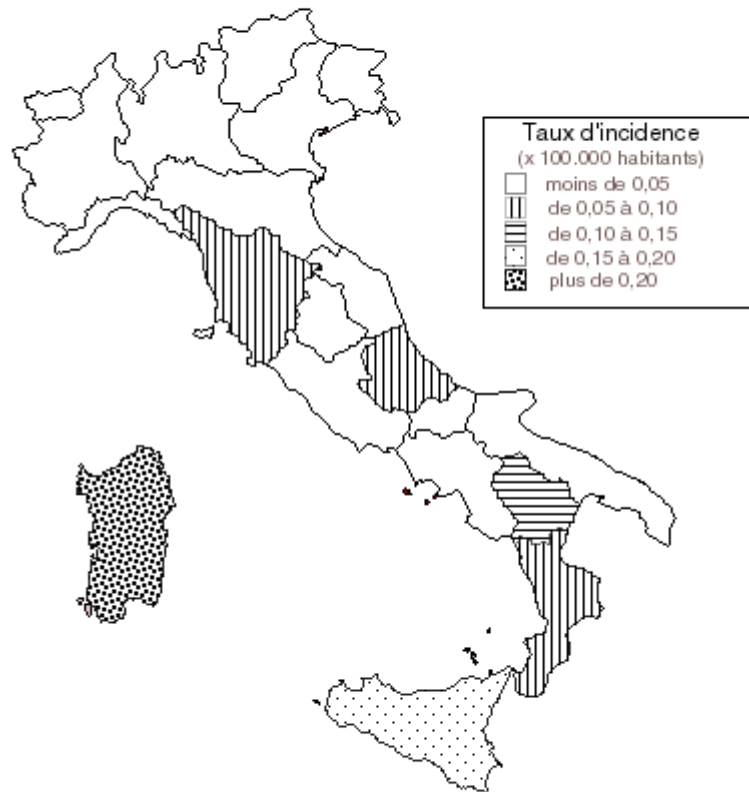 Taux d'incidence
(x 100.000 habitants)
moins de 0,05
de 0,05 à 0,10
de 0,10 à 0,15
de 0,15 à 0,20
plus de 0,20